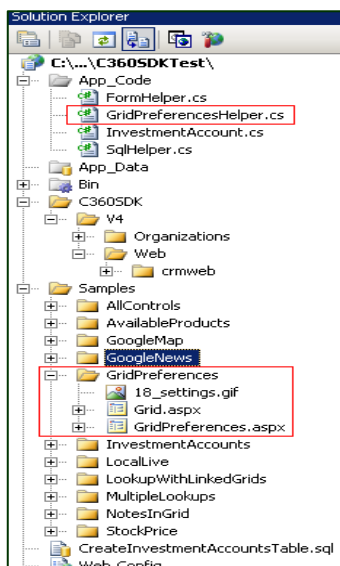 Solution Explorer
C:\...\C360SDKTest\
App_Code
FormHelper.cs
GridPreferencesHelper.cs
InvestmentAccount.cs
SqlHelper.cs
App_Data
Bin
C360SDK
V4
Organizations
Web
crmweb
Samples
AllControls
AvailableProducts
GoogleMap
GoogleNews
GridPreferences
18_settings.gif
Grid.aspx
GridPreferences.aspx
InvestmentAccounts
LocalLive
LookupWithLinkedGrids
MultipleLookups
NotesInGrid
StockPrice
CreateInvestmentAccountsTable.sql
Web.Config